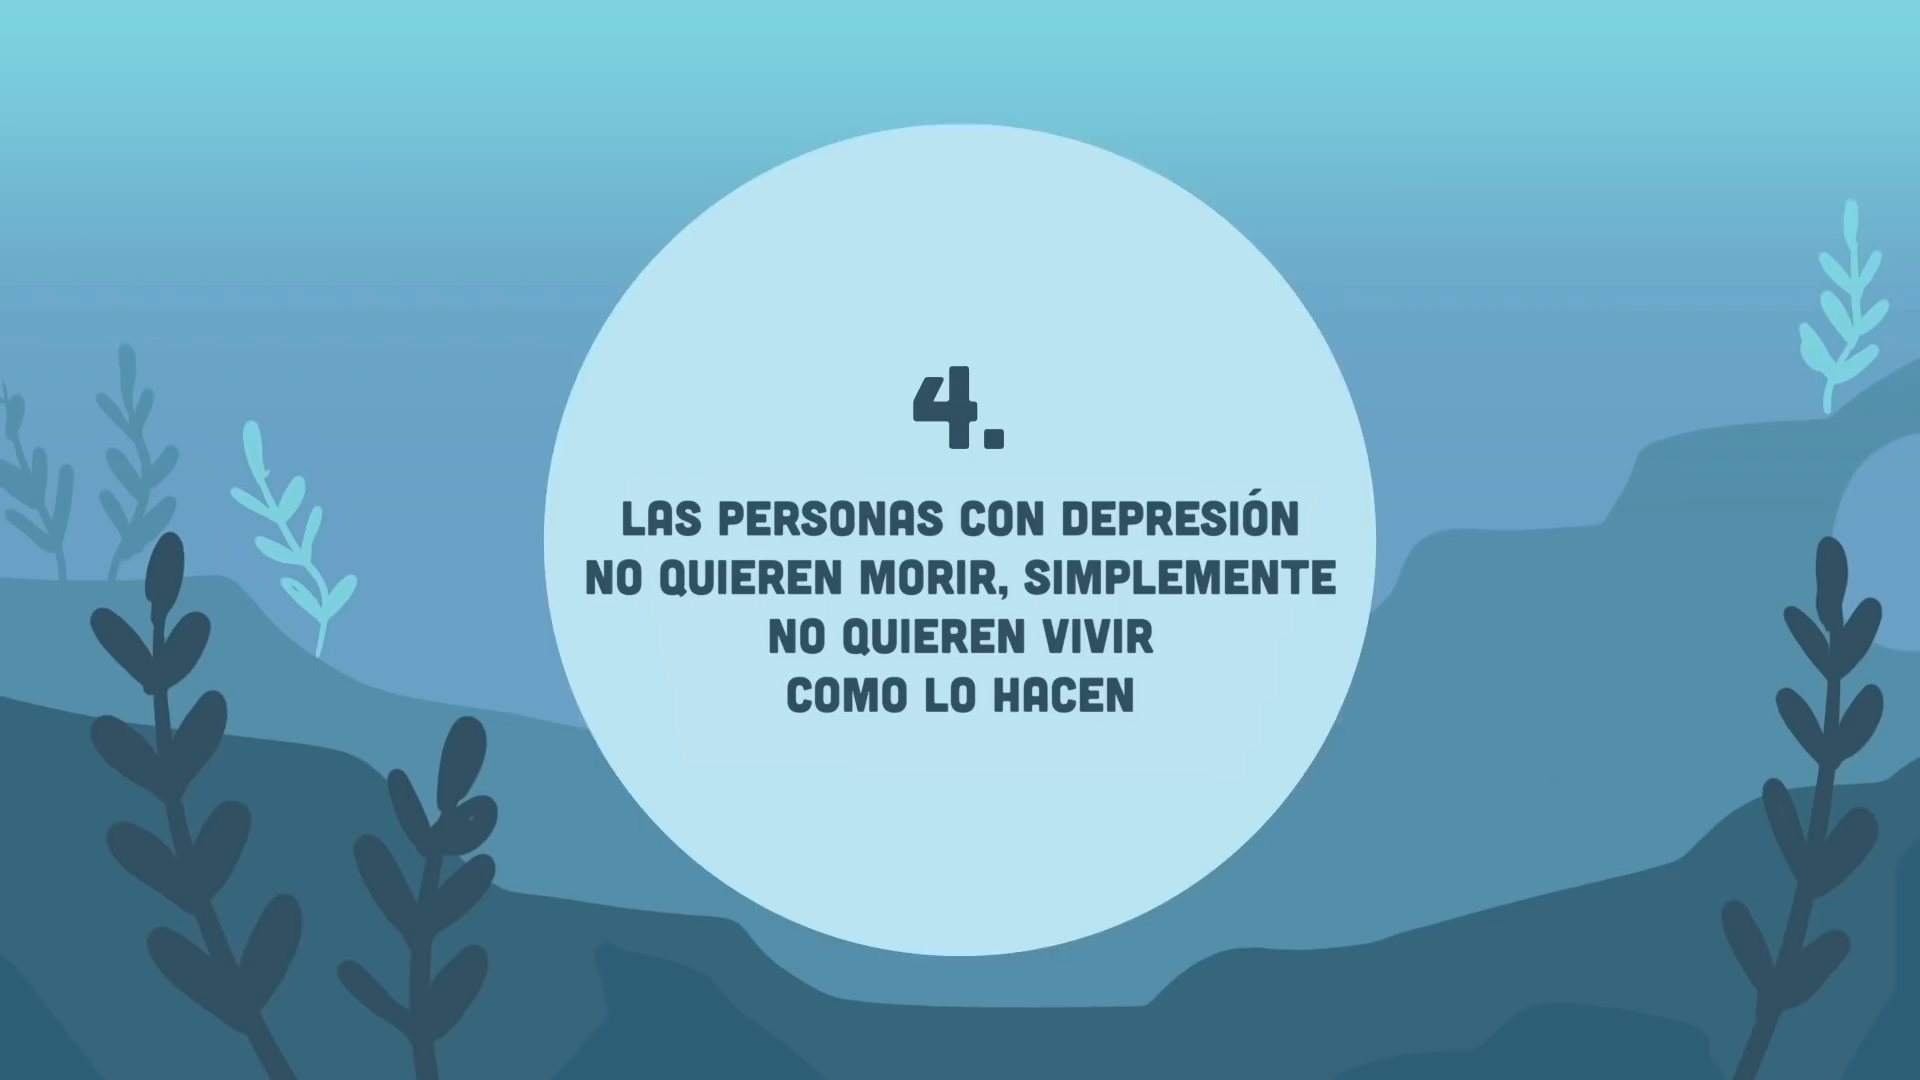 4.
LAS PERSONAS CON DEPRESIÓN
NO QUIEREN MORIR, SIMPLEMENTE
NO QUIEREN VIVIR
COMO LO HACEN